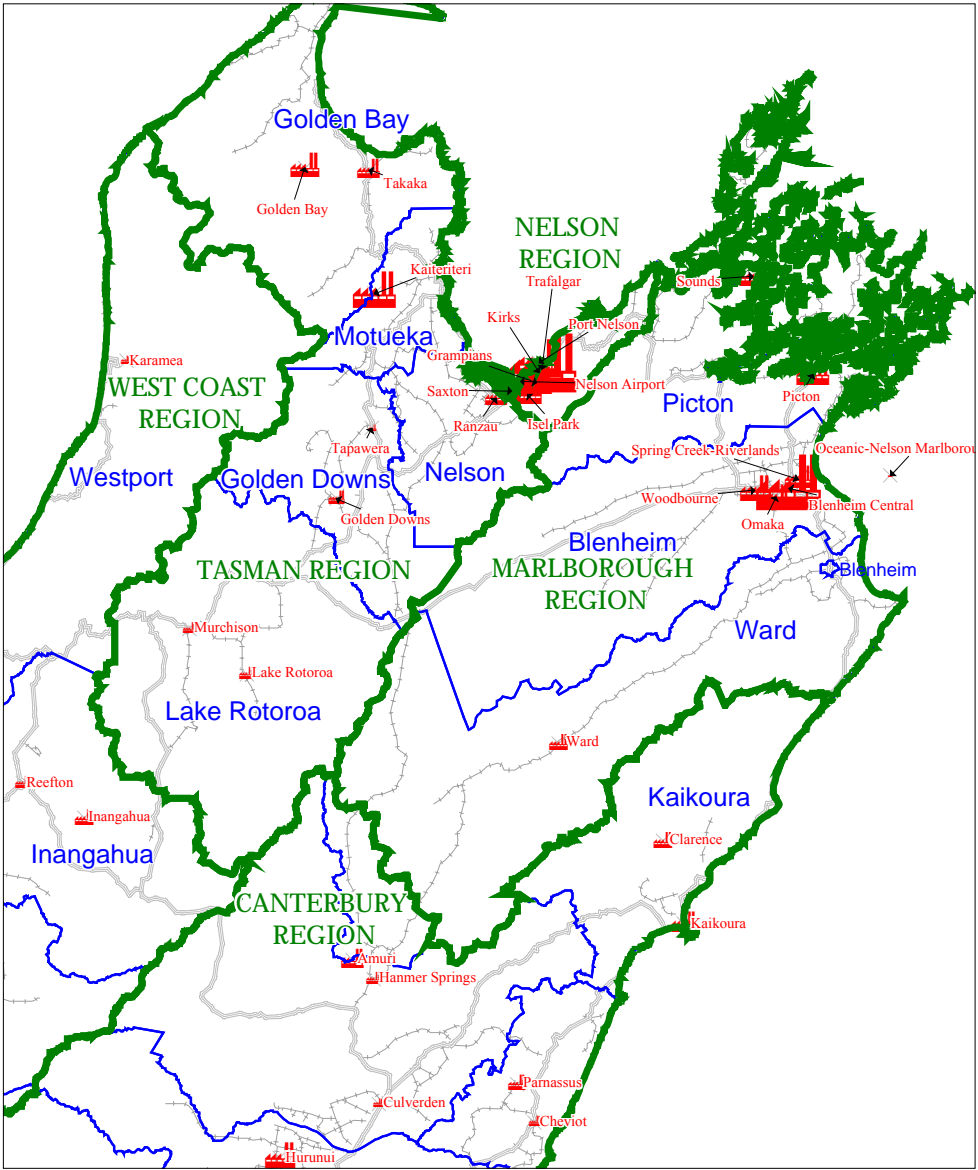 Golden Bay
Takaka
Golden Bay
NELSON
REGION
Kaiteriteri
Trafalgar
Sounds
Kirks
Port Nelson
Motueka
Grampians
Karamea
Nelson Airport
WEST COAST
REGION
Saxton
Picton
Picton
Ranzau
Isel Park
Tapawera
Spring Creek-Riverlands
Oceanic-Nelson Marlborou
Westport
Golden Downs
Nelson
Woodbourne
Blenheim Central
Golden Downs
Omaka
Blenheim
TASMAN REGION
MARLBOROUGH
REGION
Blenheim
Murchison
Ward
Lake Rotoroa
Lake Rotoroa
Ward
Reefton
Kaikoura
Inangahua
Clarence
Inangahua
CANTERBURY
REGION
Kaikoura
Amuri
Hanmer Springs
Parnassus
Culverden
Cheviot
Hurunui